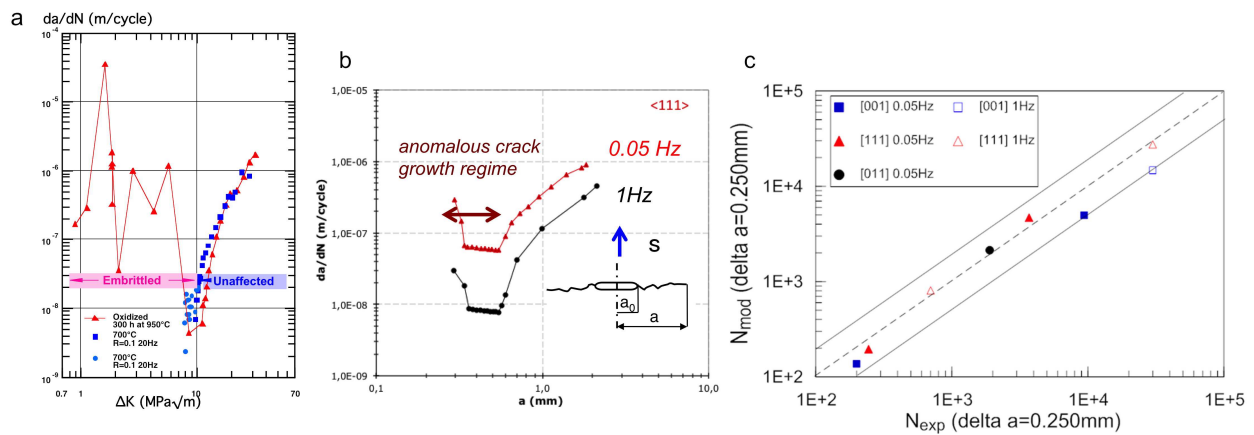 a
da/dN (m/cycle)
10⁻⁴
10⁻⁵
10⁻⁶
10⁻⁷
10⁻⁸
10⁻⁹
Embrittled
Unaffected
Oxidized
300 h at 950°C
700°C
R=0.1 20Hz
700°C
R=0.1 20Hz
0.7 1 10 70
ΔK (MPa√m)
b
1,0E-05
1,0E-06
1,0E-07
1,0E-08
1,0E-09
da/dN (m/cycle)
<111>
anomalous crack
growth regime
0.05 Hz
1Hz
S
a₀
a
0,1 1,0 10,0
a (mm)
c
1E+5
1E+4
1E+3
1E+2
N_mod (delta a=0.250mm)
[001] 0.05Hz
[001] 1Hz
[111] 0.05Hz
[111] 1Hz
[011] 0.05Hz
1E+2 1E+3 1E+4 1E+5
N_exp (delta a=0.250mm)